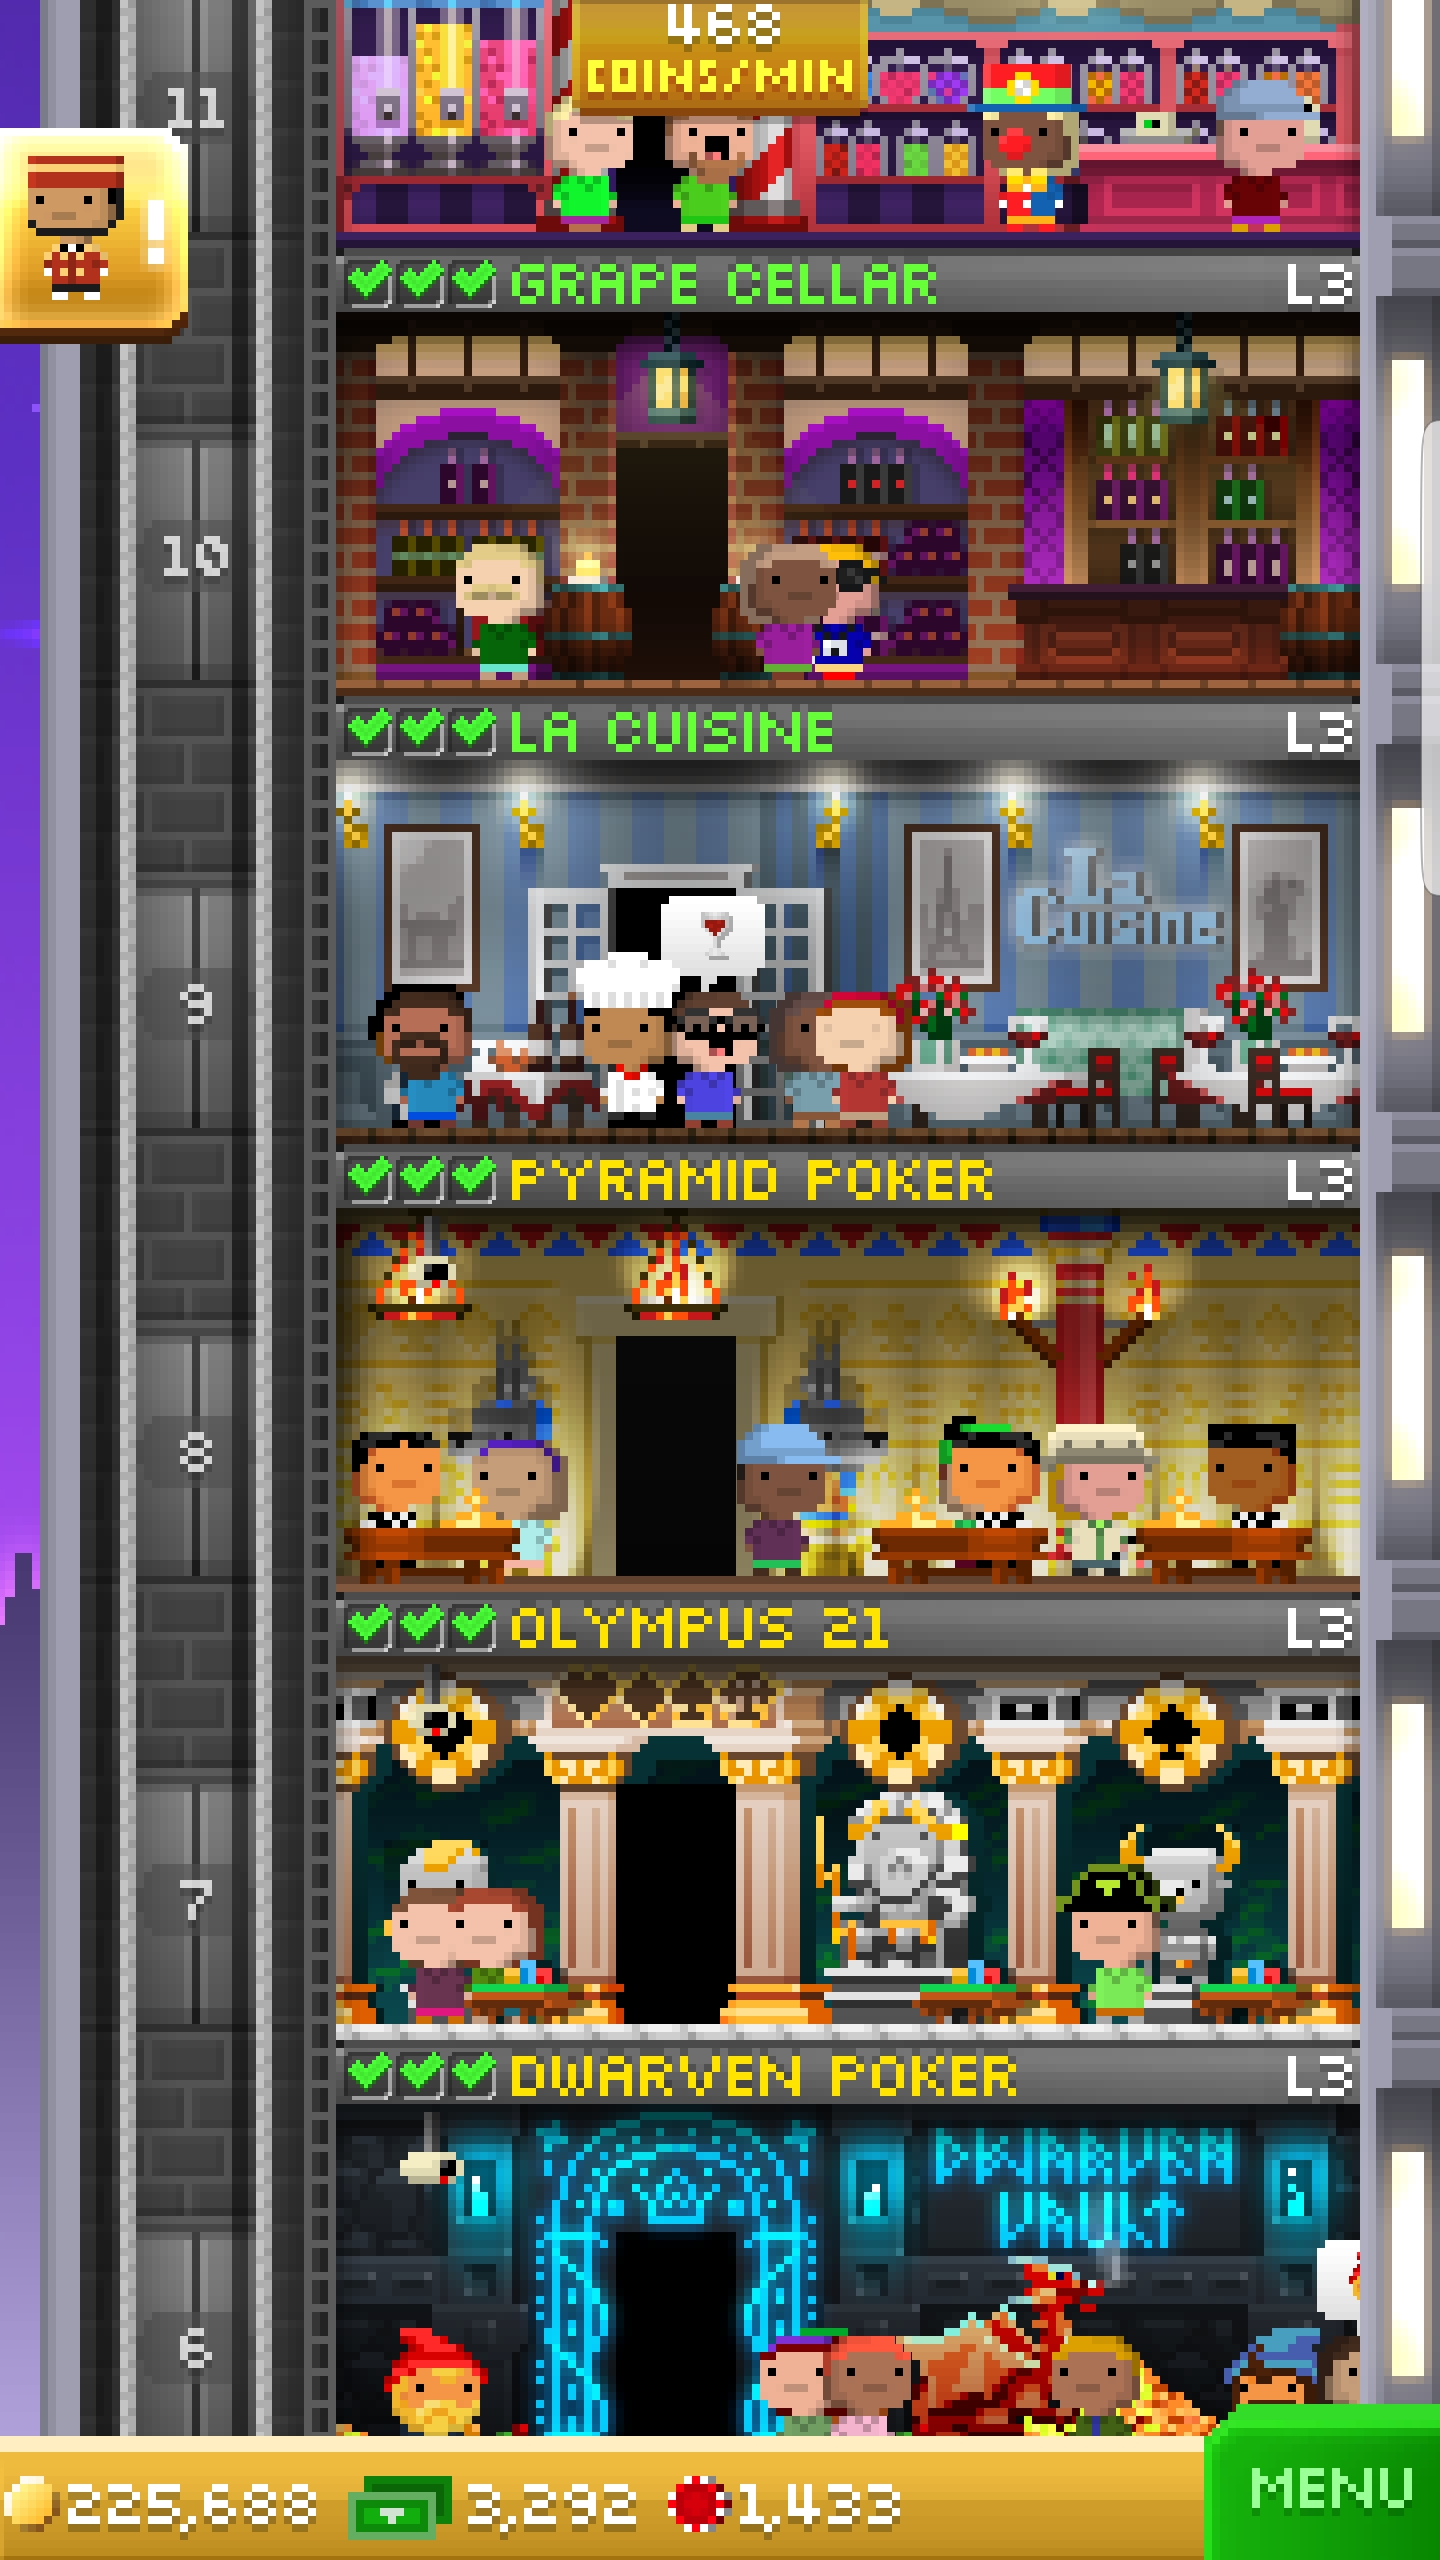 468
COINS/MIN
11
!
GRAPE CELLAR L3
10
LA CUISINE L3
La
Cuisine
9
PYRAMID POKER L3
8
OLYMPUS 21 L3
7
DWARVEN POKER L3
DWARVEN
VAULT
6
225,688 3,292 1,433 MENU